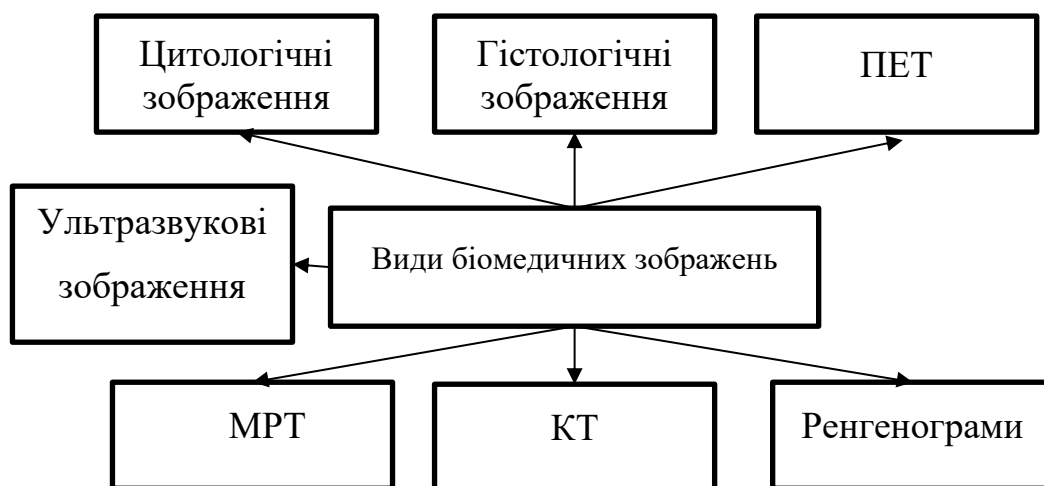 Цитологічні
зображення
Гістологічні
зображення
ПЕТ
Ультразвукові
зображення
Види біомедичних зображень
МРТ
КТ
Ренгенограми